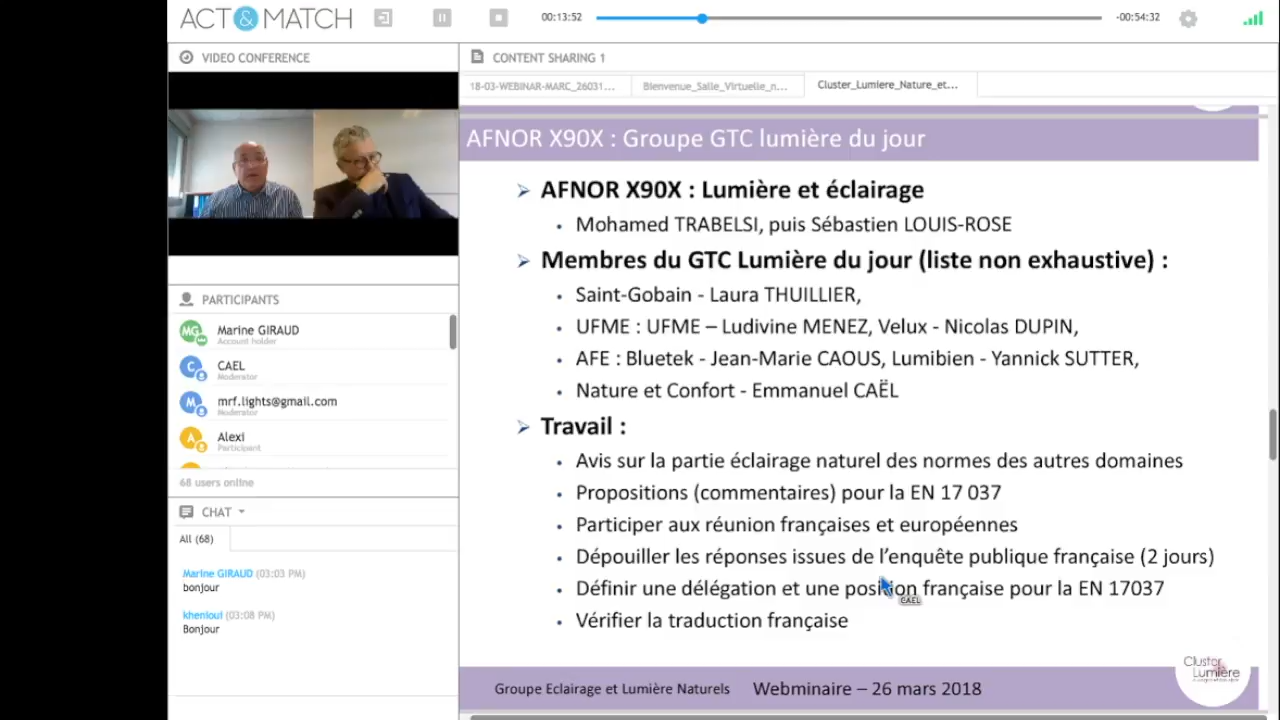 ACT & MATCH
00:13:52
-00:54:32
VIDEO CONFERENCE
PARTICIPANTS
MG Marine GIRAUD
Account holder
C CAEL
Moderator
M mrf.lights@gmail.com
Moderator
A Alexi
Participant
68 users online
CHAT
All (68)
Marine GIRAUD (03:03 PM)
bonjour
khenioui (03:08 PM)
Bonjour
CONTENT SHARING 1
18-03-WEBINAR-MARC_26031...
Bienvenue_Salle_Virtuelle_n...
Cluster_Lumiere_Nature_et...
AFNOR X90X : Groupe GTC lumière du jour
➢ AFNOR X90X : Lumière et éclairage
• Mohamed TRABELSI, puis Sébastien LOUIS-ROSE
➢ Membres du GTC Lumière du jour (liste non exhaustive) :
• Saint-Gobain - Laura THUILLIER,
• UFME : UFME – Ludivine MENEZ, Velux - Nicolas DUPIN,
• AFE : Bluetek - Jean-Marie CAOUS, Lumibien - Yannick SUTTER,
• Nature et Confort - Emmanuel CAËL
➢ Travail :
• Avis sur la partie éclairage naturel des normes des autres domaines
• Propositions (commentaires) pour la EN 17 037
• Participer aux réunion françaises et européennes
• Dépouiller les réponses issues de l'enquête publique française (2 jours)
• Définir une délégation et une position française pour la EN 17037
CAEL
• Vérifier la traduction française
Groupe Eclairage et Lumière Naturels Webminaire – 26 mars 2018
Cluster
Lumière